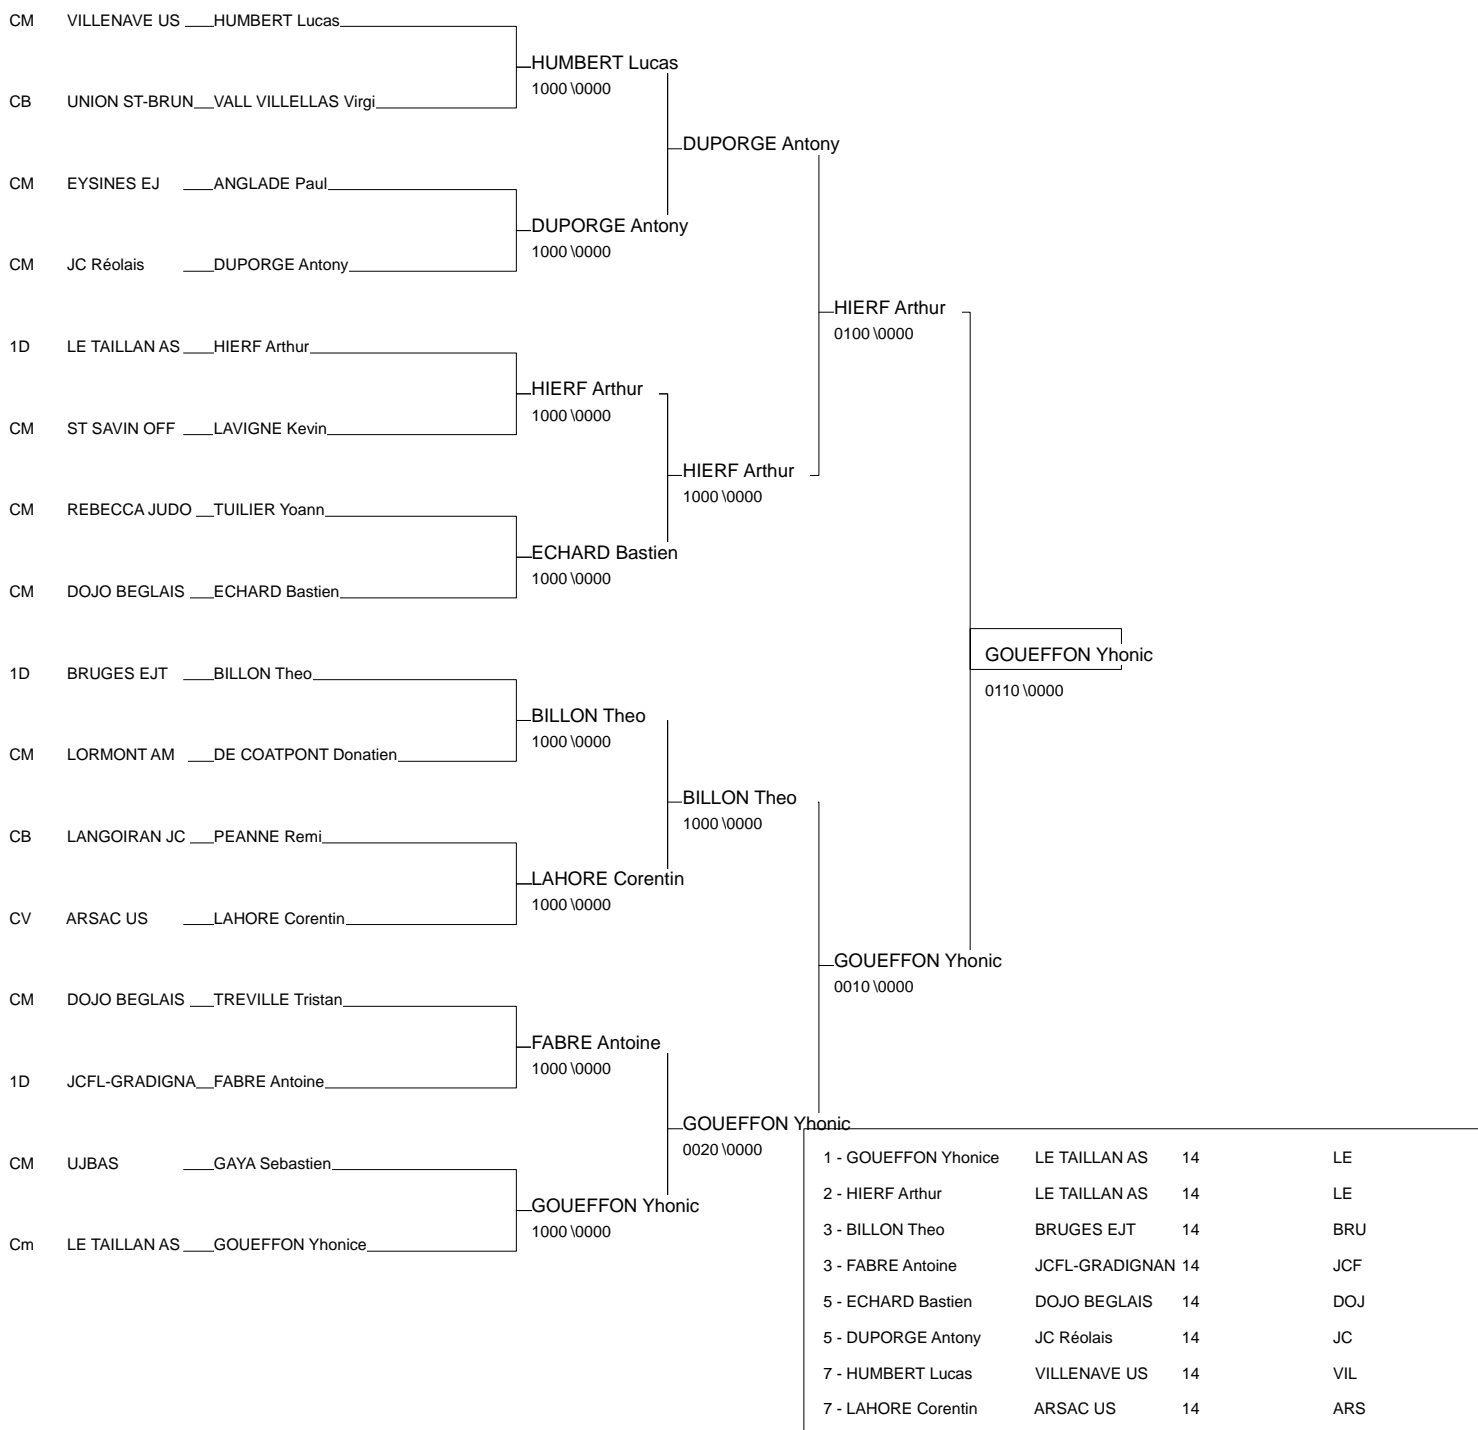 CM VILLENAVE US HUMBERT Lucas
HUMBERT Lucas
1000 \0000
CB UNION ST-BRUN VALL VILLELLAS Virgi
DUPORGE Antony
CM EYSINES EJ ANGLADE Paul
DUPORGE Antony
1000 \0000
CM JC Réolais DUPORGE Antony
HIERF Arthur
0100 \0000
1D LE TAILLAN AS HIERF Arthur
HIERF Arthur
1000 \0000
CM ST SAVIN OFF LAVIGNE Kevin
HIERF Arthur
1000 \0000
CM REBECCA JUDO TUILIER Yoann
ECHARD Bastien
1000 \0000
CM DOJO BEGLAIS ECHARD Bastien
GOUEFFON Yhonic
0110 \0000
1D BRUGES EJT BILLON Theo
BILLON Theo
1000 \0000
CM LORMONT AM DE COATPONT Donatien
BILLON Theo
1000 \0000
CB LANGOIRAN JC PEANNE Remi
LAHORE Corentin
1000 \0000
CV ARSAC US LAHORE Corentin
GOUEFFON Yhonic
0010 \0000
CM DOJO BEGLAIS TREVILLE Tristan
FABRE Antoine
1000 \0000
1D JCFL-GRADIGNA FABRE Antoine
GOUEFFON Yhonic
0020 \0000
CM UJBAS GAYA Sebastien
GOUEFFON Yhonic
1000 \0000
Cm LE TAILLAN AS GOUEFFON Yhonice
1 - GOUEFFON Yhonice LE TAILLAN AS 14 LE
2 - HIERF Arthur LE TAILLAN AS 14 LE
3 - BILLON Theo BRUGES EJT 14 BRU
3 - FABRE Antoine JCFL-GRADIGNAN 14 JCF
5 - ECHARD Bastien DOJO BEGLAIS 14 DOJ
5 - DUPORGE Antony JC Réolais 14 JC
7 - HUMBERT Lucas VILLENAVE US 14 VIL
7 - LAHORE Corentin ARSAC US 14 ARS